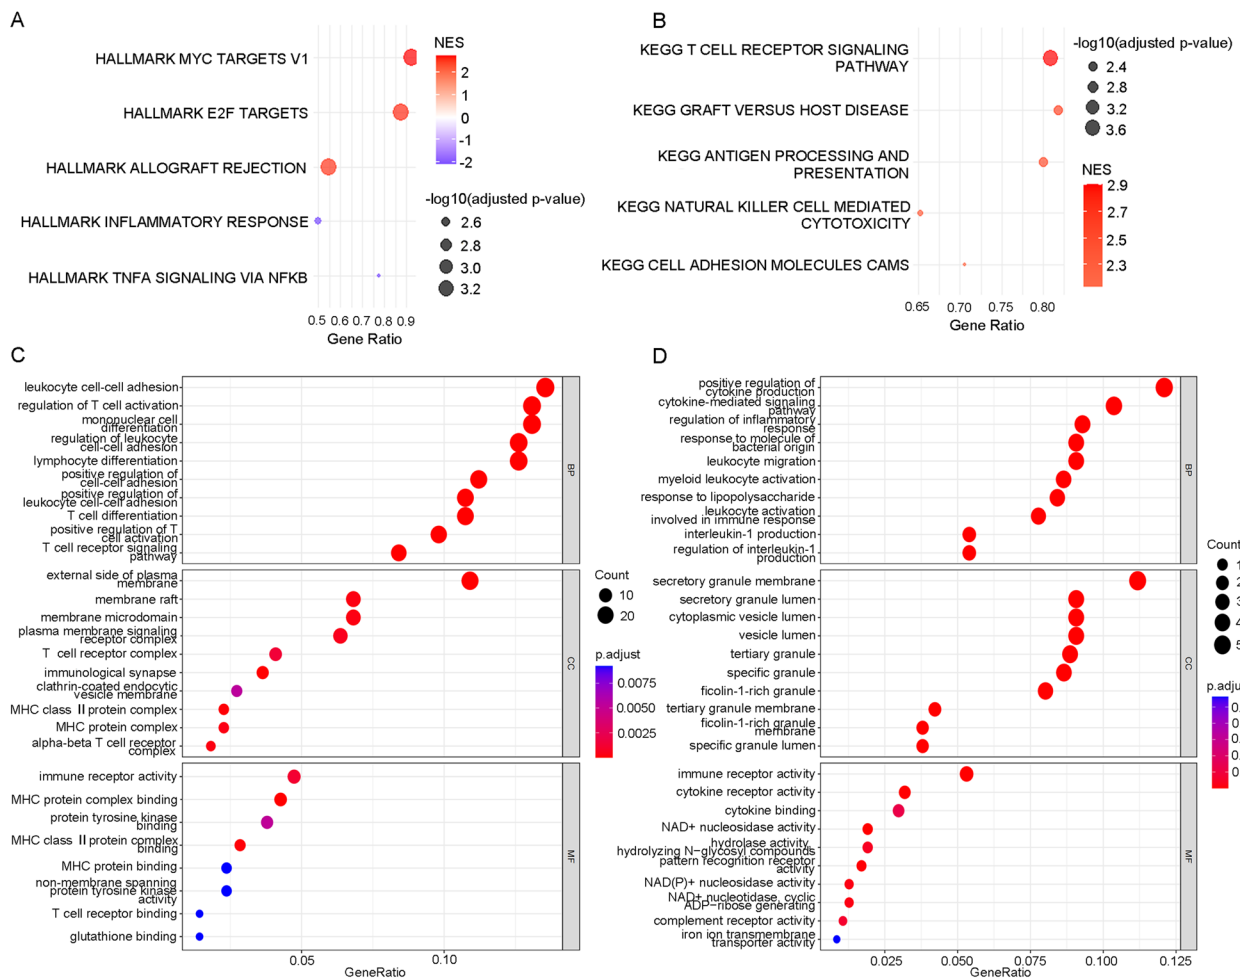 A
HALLMARK MYC TARGETS V1
HALLMARK E2F TARGETS
HALLMARK ALLOGRAFT REJECTION
HALLMARK INFLAMMATORY RESPONSE
HALLMARK TNFA SIGNALING VIA NFKB
0.5 0.6 0.7 0.8 0.9
Gene Ratio
NES
2
1
0
-1
-2
-log10(adjusted p-value)
2.6
2.8
3.0
3.2
B
KEGG T CELL RECEPTOR SIGNALING
PATHWAY
KEGG GRAFT VERSUS HOST DISEASE
KEGG ANTIGEN PROCESSING AND
PRESENTATION
KEGG NATURAL KILLER CELL MEDIATED
CYTOTOXICITY
KEGG CELL ADHESION MOLECULES CAMS
0.65 0.70 0.75 0.80
Gene Ratio
-log10(adjusted p-value)
2.4
2.8
3.2
3.6
NES
2.9
2.7
2.5
2.3
C
leukocyte cell-cell adhesion
regulation of T cell activation
mononuclear cell
differentiation
regulation of leukocyte
cell-cell adhesion
lymphocyte differentiation
positive regulation of
cell-cell adhesion
positive regulation of
leukocyte cell-cell adhesion
T cell differentiation
positive regulation of T
cell activation
T cell receptor signaling
pathway
BP
external side of plasma
membrane
membrane raft
membrane microdomain
plasma membrane signaling
receptor complex
T cell receptor complex
immunological synapse
clathrin-coated endocytic
vesicle membrane
MHC class II protein complex
MHC protein complex
alpha-beta T cell receptor
complex
CC
immune receptor activity
MHC protein complex binding
protein tyrosine kinase
binding
MHC class II protein complex
binding
MHC protein binding
non-membrane spanning
protein tyrosine kinase
activity
T cell receptor binding
glutathione binding
MF
0.05 0.10
GeneRatio
Count
10
20
p.adjust
0.0075
0.0050
0.0025
D
positive regulation of
cytokine production
cytokine-mediated signaling
pathway
regulation of inflammatory
response
response to molecule of
bacterial origin
leukocyte migration
myeloid leukocyte activation
response to lipopolysaccharide
leukocyte activation
involved in immune response
interleukin-1 production
regulation of interleukin-1
production
BP
secretory granule membrane
secretory granule lumen
cytoplasmic vesicle lumen
vesicle lumen
tertiary granule
specific granule
ficolin-1-rich granule
tertiary granule membrane
ficolin-1-rich granule
membrane
specific granule lumen
CC
immune receptor activity
cytokine receptor activity
cytokine binding
NAD+ nucleosidase activity
hydrolase activity,
hydrolyzing N-glycosyl compounds
pattern recognition receptor
activity
NAD(P)+ nucleosidase activity
NAD+ nucleotidase, cyclic
ADP-ribose generating
complement receptor activity
iron ion transmembrane
transporter activity
MF
0.025 0.050 0.075 0.100 0.125
GeneRatio
Count
1
2
3
4
5
p.adju
0.
0.
0.
0